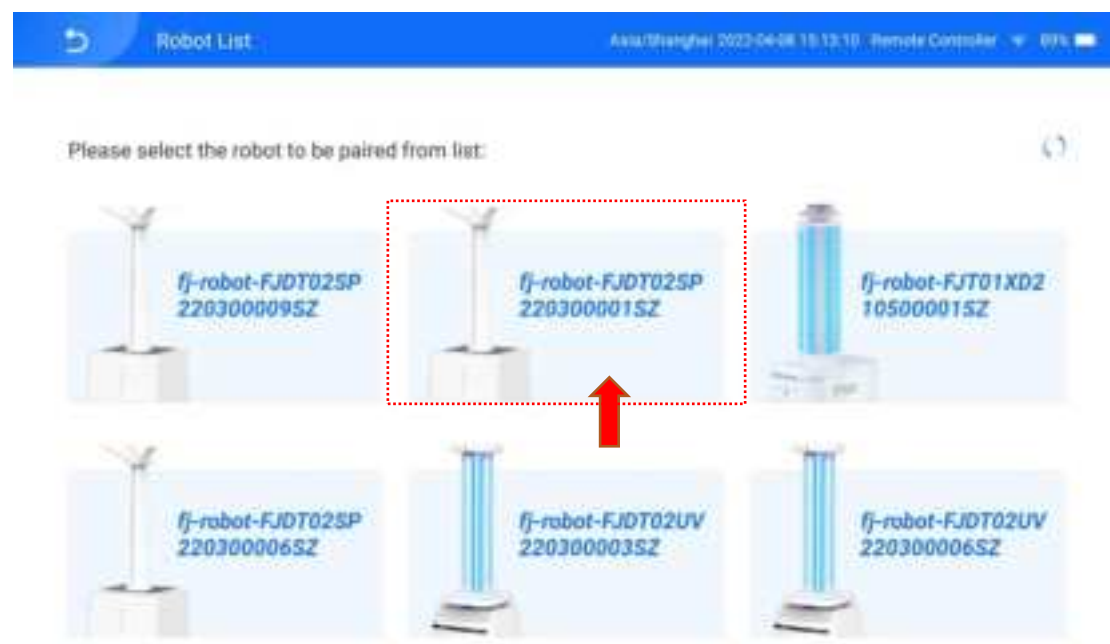 Robot List
Asia/Shanghai 2022-04-08 15:13:10 Remote Controller 89%
Please select the robot to be paired from list:
fj-robot-FJDT02SP
220300009SZ
fj-robot-FJDT02SP
220300001SZ
fj-robot-FJT01XD2
10500001SZ
fj-robot-FJDT02SP
220300006SZ
fj-robot-FJDT02UV
220300003SZ
fj-robot-FJDT02UV
220300006SZ